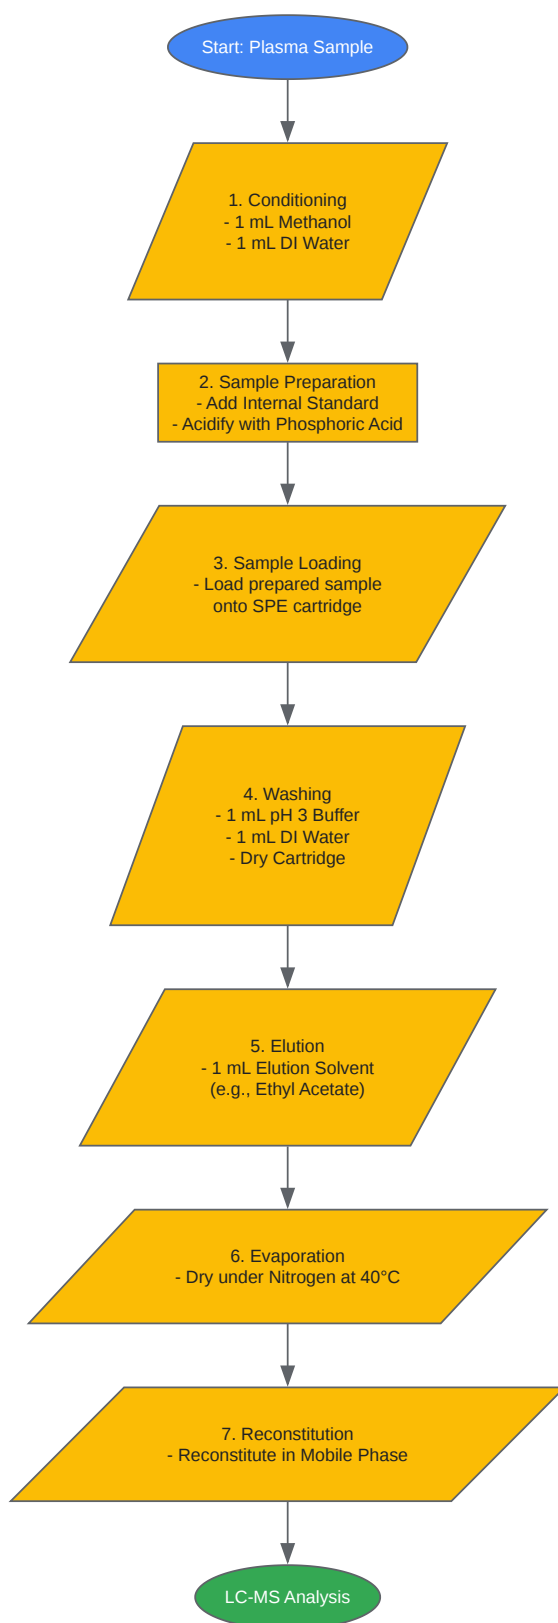 Start: Plasma Sample
1. Conditioning
- 1 mL Methanol
- 1 mL DI Water
2. Sample Preparation
- Add Internal Standard
- Acidify with Phosphoric Acid
3. Sample Loading
- Load prepared sample
onto SPE cartridge
4. Washing
- 1 mL pH 3 Buffer
- 1 mL DI Water
- Dry Cartridge
5. Elution
- 1 mL Elution Solvent
(e.g., Ethyl Acetate)
6. Evaporation
- Dry under Nitrogen at 40°C
7. Reconstitution
- Reconstitute in Mobile Phase
LC-MS Analysis